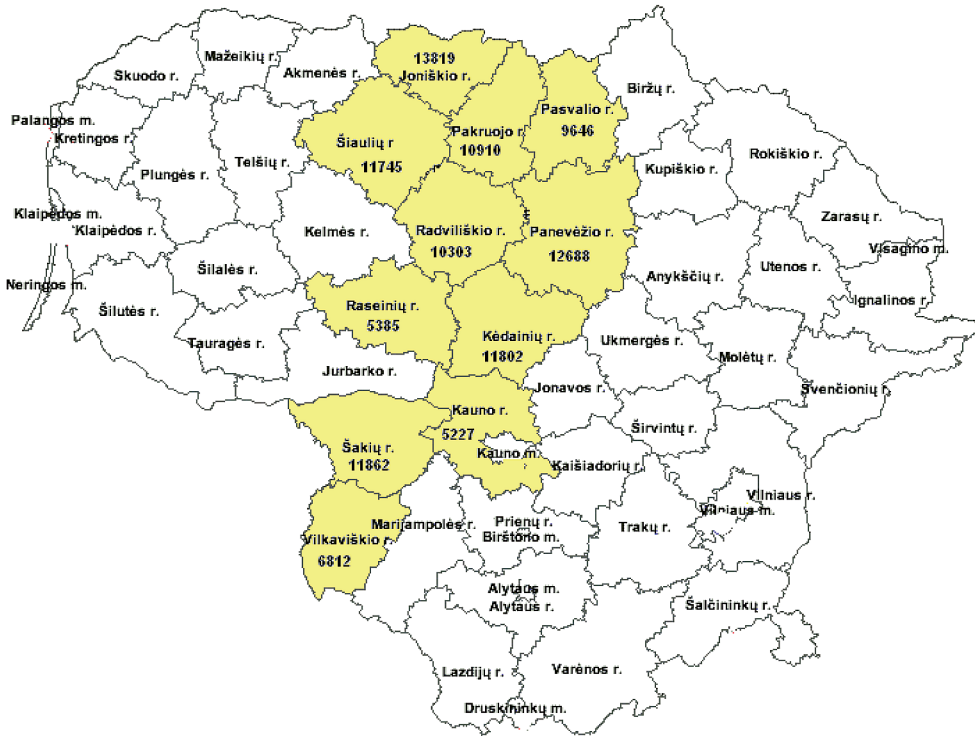 Mažeikių r.
13819
Skuodo r.
Akmenės r.
Joniškio r.
Biržų r.
Pasvalio r.
9646
Palangos m.
Kretingos r.
Šiaulių r
11745
Pakruojo r.
10910
Rokiškio r.
Plungės r.
Telšių r.
Kupiškio r.
Klaipėdos m.
Klaipėdos r.
Kelmės r.
Radviliškio r.
10303
Panevėžio r.
12688
Zarasų r.
Visagino m.
Šilalės r.
Utenos r.
Anykščių r.
Neringos m.
Šilutės r.
Raseinių r.
5385
Ignalinos r.
Tauragės r.
Kėdainių r.
11802
Ukmergės r.
Molėtų r.
Jurbarko r.
Jonavos r.
Švenčionių r.
Kauno r.
5227
Širvintų r.
Šakių r.
11862
Kauno m.
Kaišiadorių r.
Vilniaus r.
Vilniaus m.
Marijampolės r.
Prienų r.
Birštono m.
Trakų r.
Vilkaviškio r.
6812
Alytaus m.
Alytaus r.
Šalčininkų r.
Lazdijų r.
Varėnos r.
Druskininkų m.